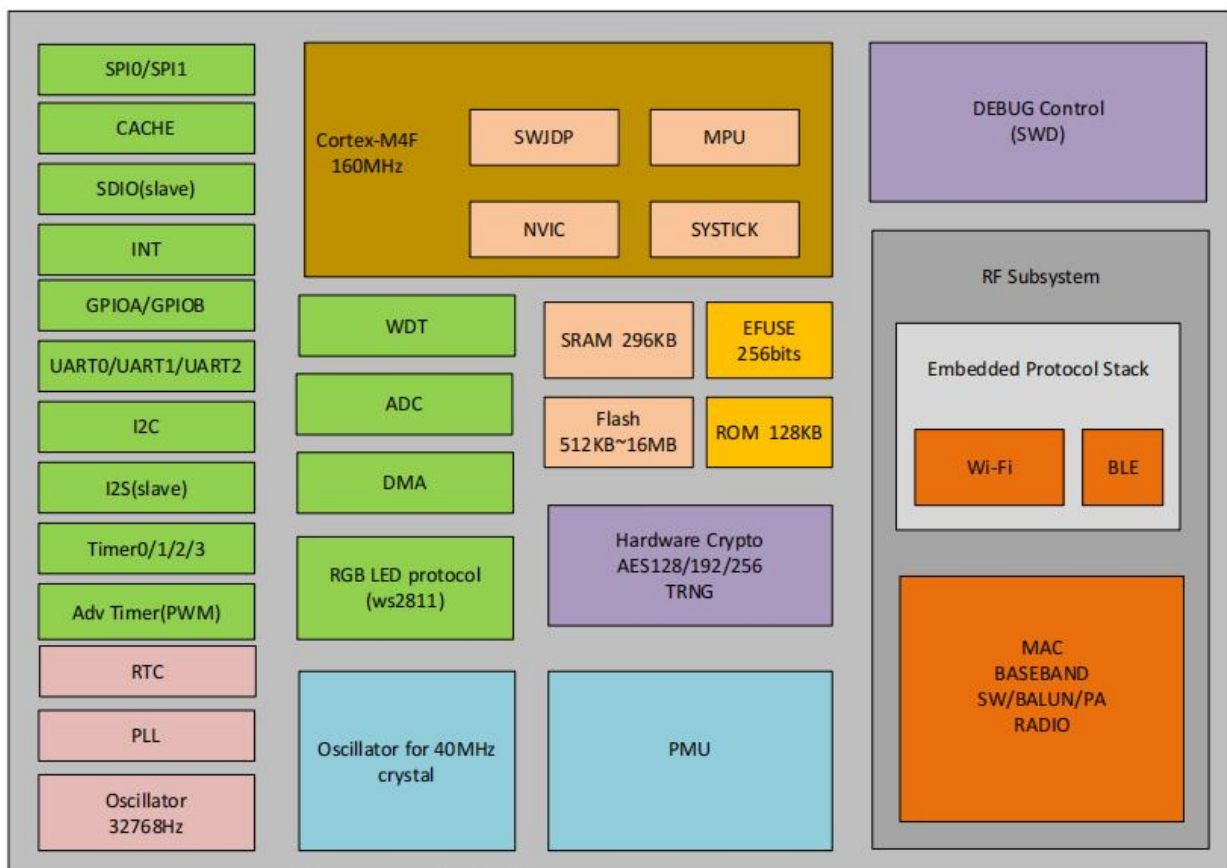 SPI0/SPI1
CACHE
SDIO(slave)
INT
GPIOA/GPIOB
UART0/UART1/UART2
I2C
I2S(slave)
Timer0/1/2/3
Adv Timer(PWM)
RTC
PLL
Oscillator
32768Hz
Cortex-M4F
160MHz
SWJDP
MPU
NVIC
SYSTICK
WDT
ADC
DMA
RGB LED protocol
(ws2811)
Oscillator for 40MHz
crystal
SRAM 296KB
EFUSE
256bits
Flash
512KB~16MB
ROM 128KB
Hardware Crypto
AES128/192/256
TRNG
PMU
DEBUG Control
(SWD)
RF Subsystem
Embedded Protocol Stack
Wi-Fi
BLE
MAC
BASEBAND
SW/BALUN/PA
RADIO